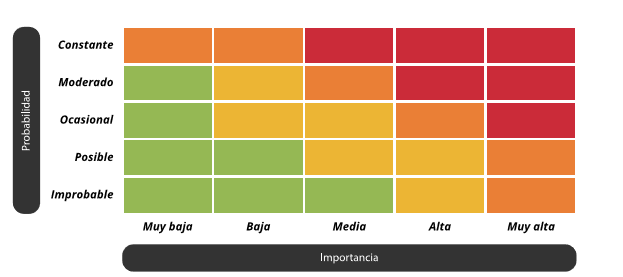 Probabilidad
Constante
Moderado
Ocasional
Posible
Improbable
Muy baja Baja Media Alta Muy alta
Importancia